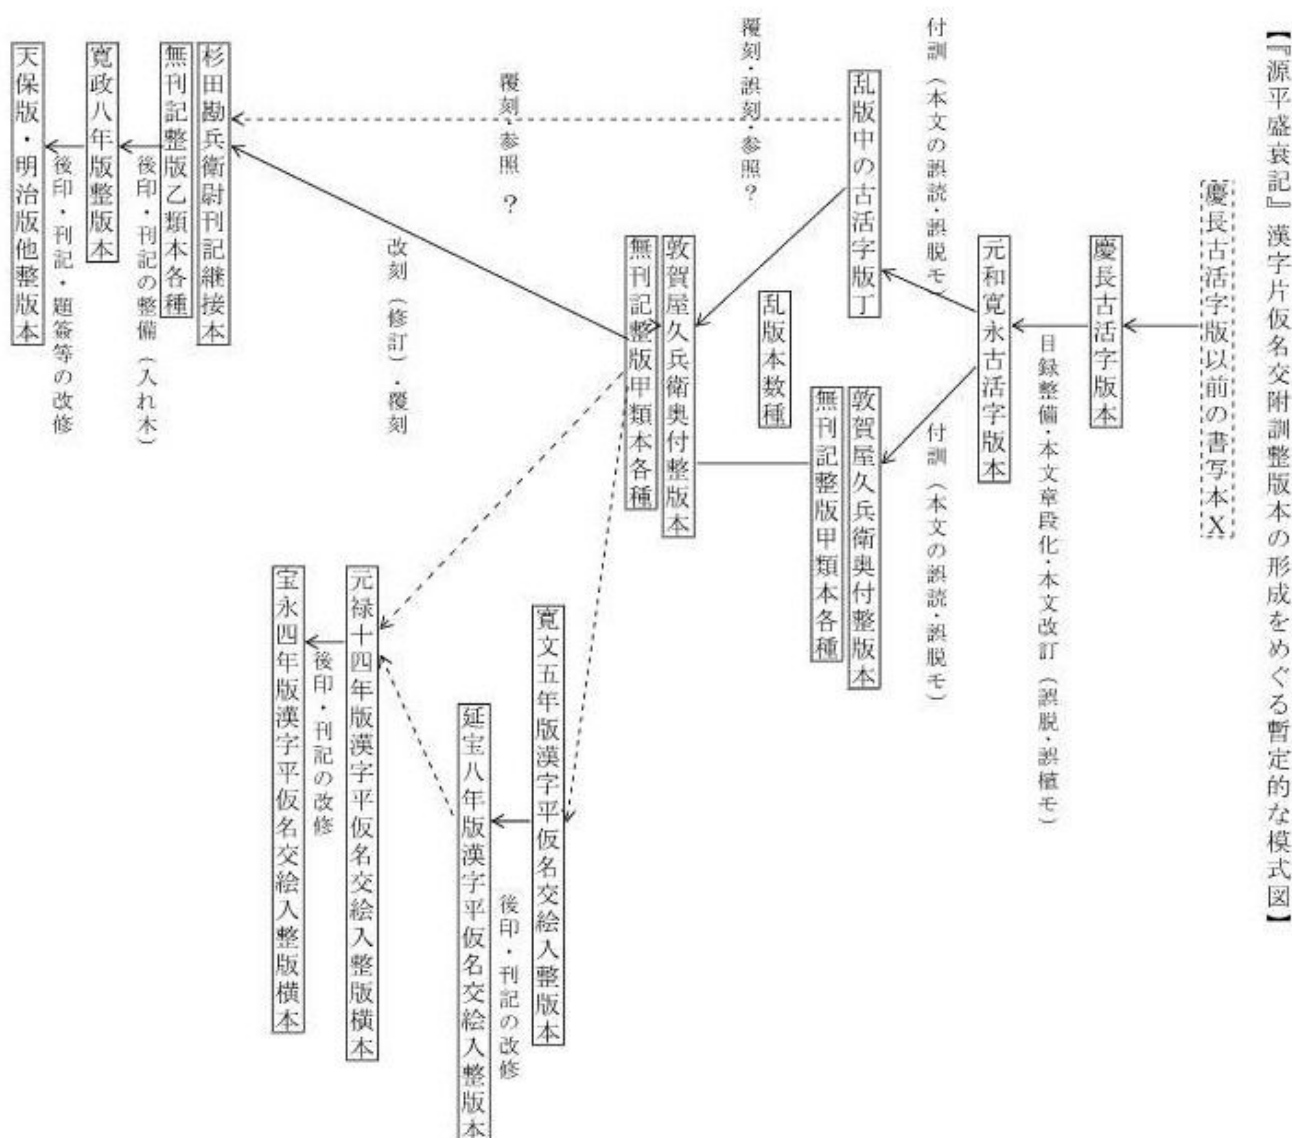 【『源平盛衰記』漢字片仮名交附訓整版本の形成をめぐる暫定的な模式図】
慶長古活字版以前の書写本X
慶長古活字版本
目録整備・本文章段化・本文改訂（誤脱・誤植モ）
元和寛永古活字版本
付訓（本文の誤読・誤脱モ）
付訓（本文の誤読・誤脱モ）
乱版中の古活字版丁
敦賀屋久兵衛奥付整版本
無刊記整版甲類本各種
乱版本数種
覆刻・誤刻・参照？
敦賀屋久兵衛奥付整版本
無刊記整版甲類本各種
寛文五年版漢字平仮名交絵入整版本
後印・刊記の改修
延宝八年版漢字平仮名交絵入整版本
覆刻・参照？
改刻（修訂）・覆刻
元禄十四年版漢字平仮名交絵入整版横本
後印・刊記の改修
宝永四年版漢字平仮名交絵入整版横本
杉田勘兵衛尉刊記継接本
無刊記整版乙類本各種
後印・刊記の整備（入れ木）
寛政八年版整版本
後印・刊記・題簽等の改修
天保版・明治版他整版本